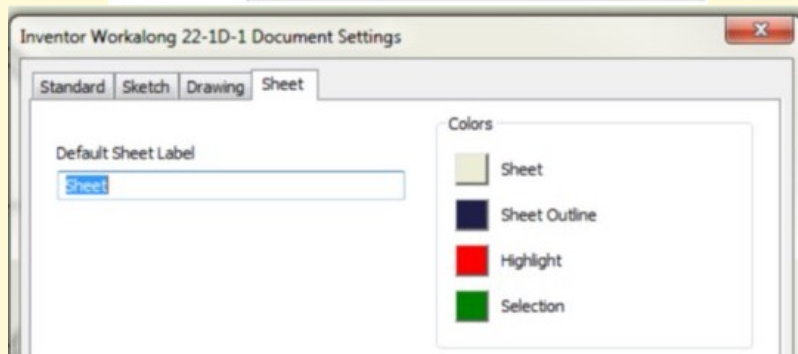 Inventor Workalong 22-1D-1 Document Settings
Standard Sketch Drawing Sheet
Default Sheet Label
Sheet
Colors
Sheet
Sheet Outline
Highlight
Selection